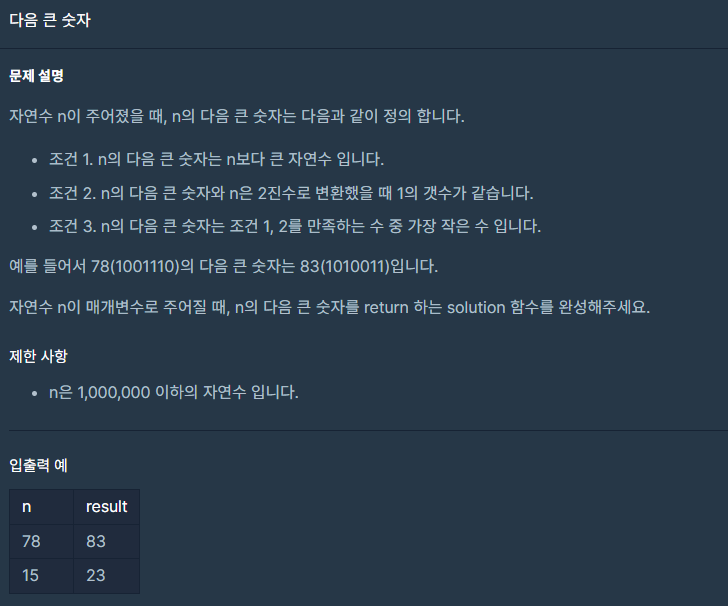 다음 큰 숫자
문제 설명
자연수 n이 주어졌을 때, n의 다음 큰 숫자는 다음과 같이 정의 합니다.
• 조건 1. n의 다음 큰 숫자는 n보다 큰 자연수 입니다.
• 조건 2. n의 다음 큰 숫자와 n은 2진수로 변환했을 때 1의 갯수가 같습니다.
• 조건 3. n의 다음 큰 숫자는 조건 1, 2를 만족하는 수 중 가장 작은 수 입니다.
예를 들어서 78(1001110)의 다음 큰 숫자는 83(1010011)입니다.
자연수 n이 매개변수로 주어질 때, n의 다음 큰 숫자를 return 하는 solution 함수를 완성해주세요.
제한 사항
• n은 1,000,000 이하의 자연수 입니다.
입출력 예
n result
78 83
15 23